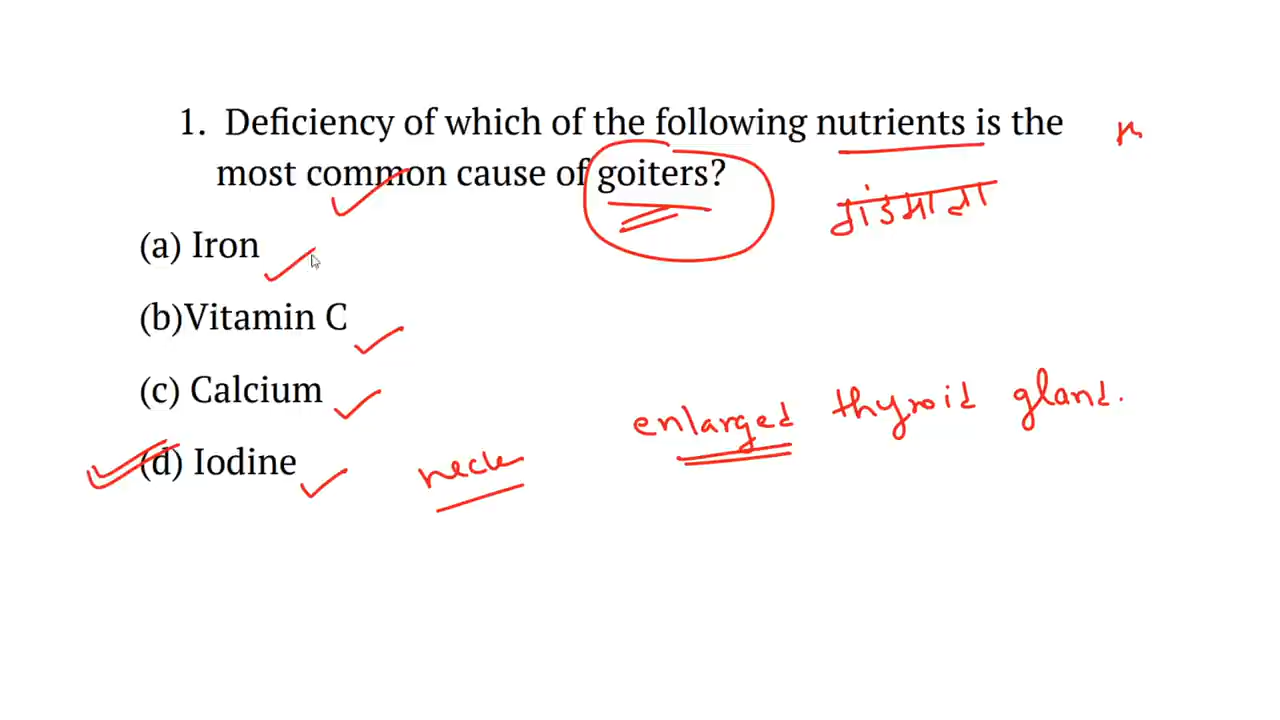 1. Deficiency of which of the following nutrients is the
most common cause of goiters?
गंडमाला
(a) Iron
(b)Vitamin C
(c) Calcium
enlarged thyroid gland.
(d) Iodine
neck